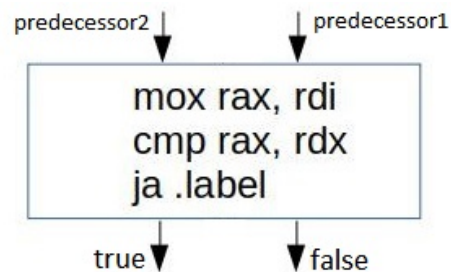 predecessor2 predecessor1
mox rax, rdi
cmp rax, rdx
ja .label
true false